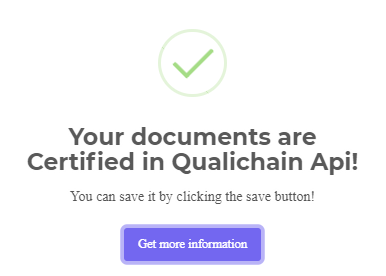 Your documents are
Certified in Qualichain Api!
You can save it by clicking the save button!
Get more information